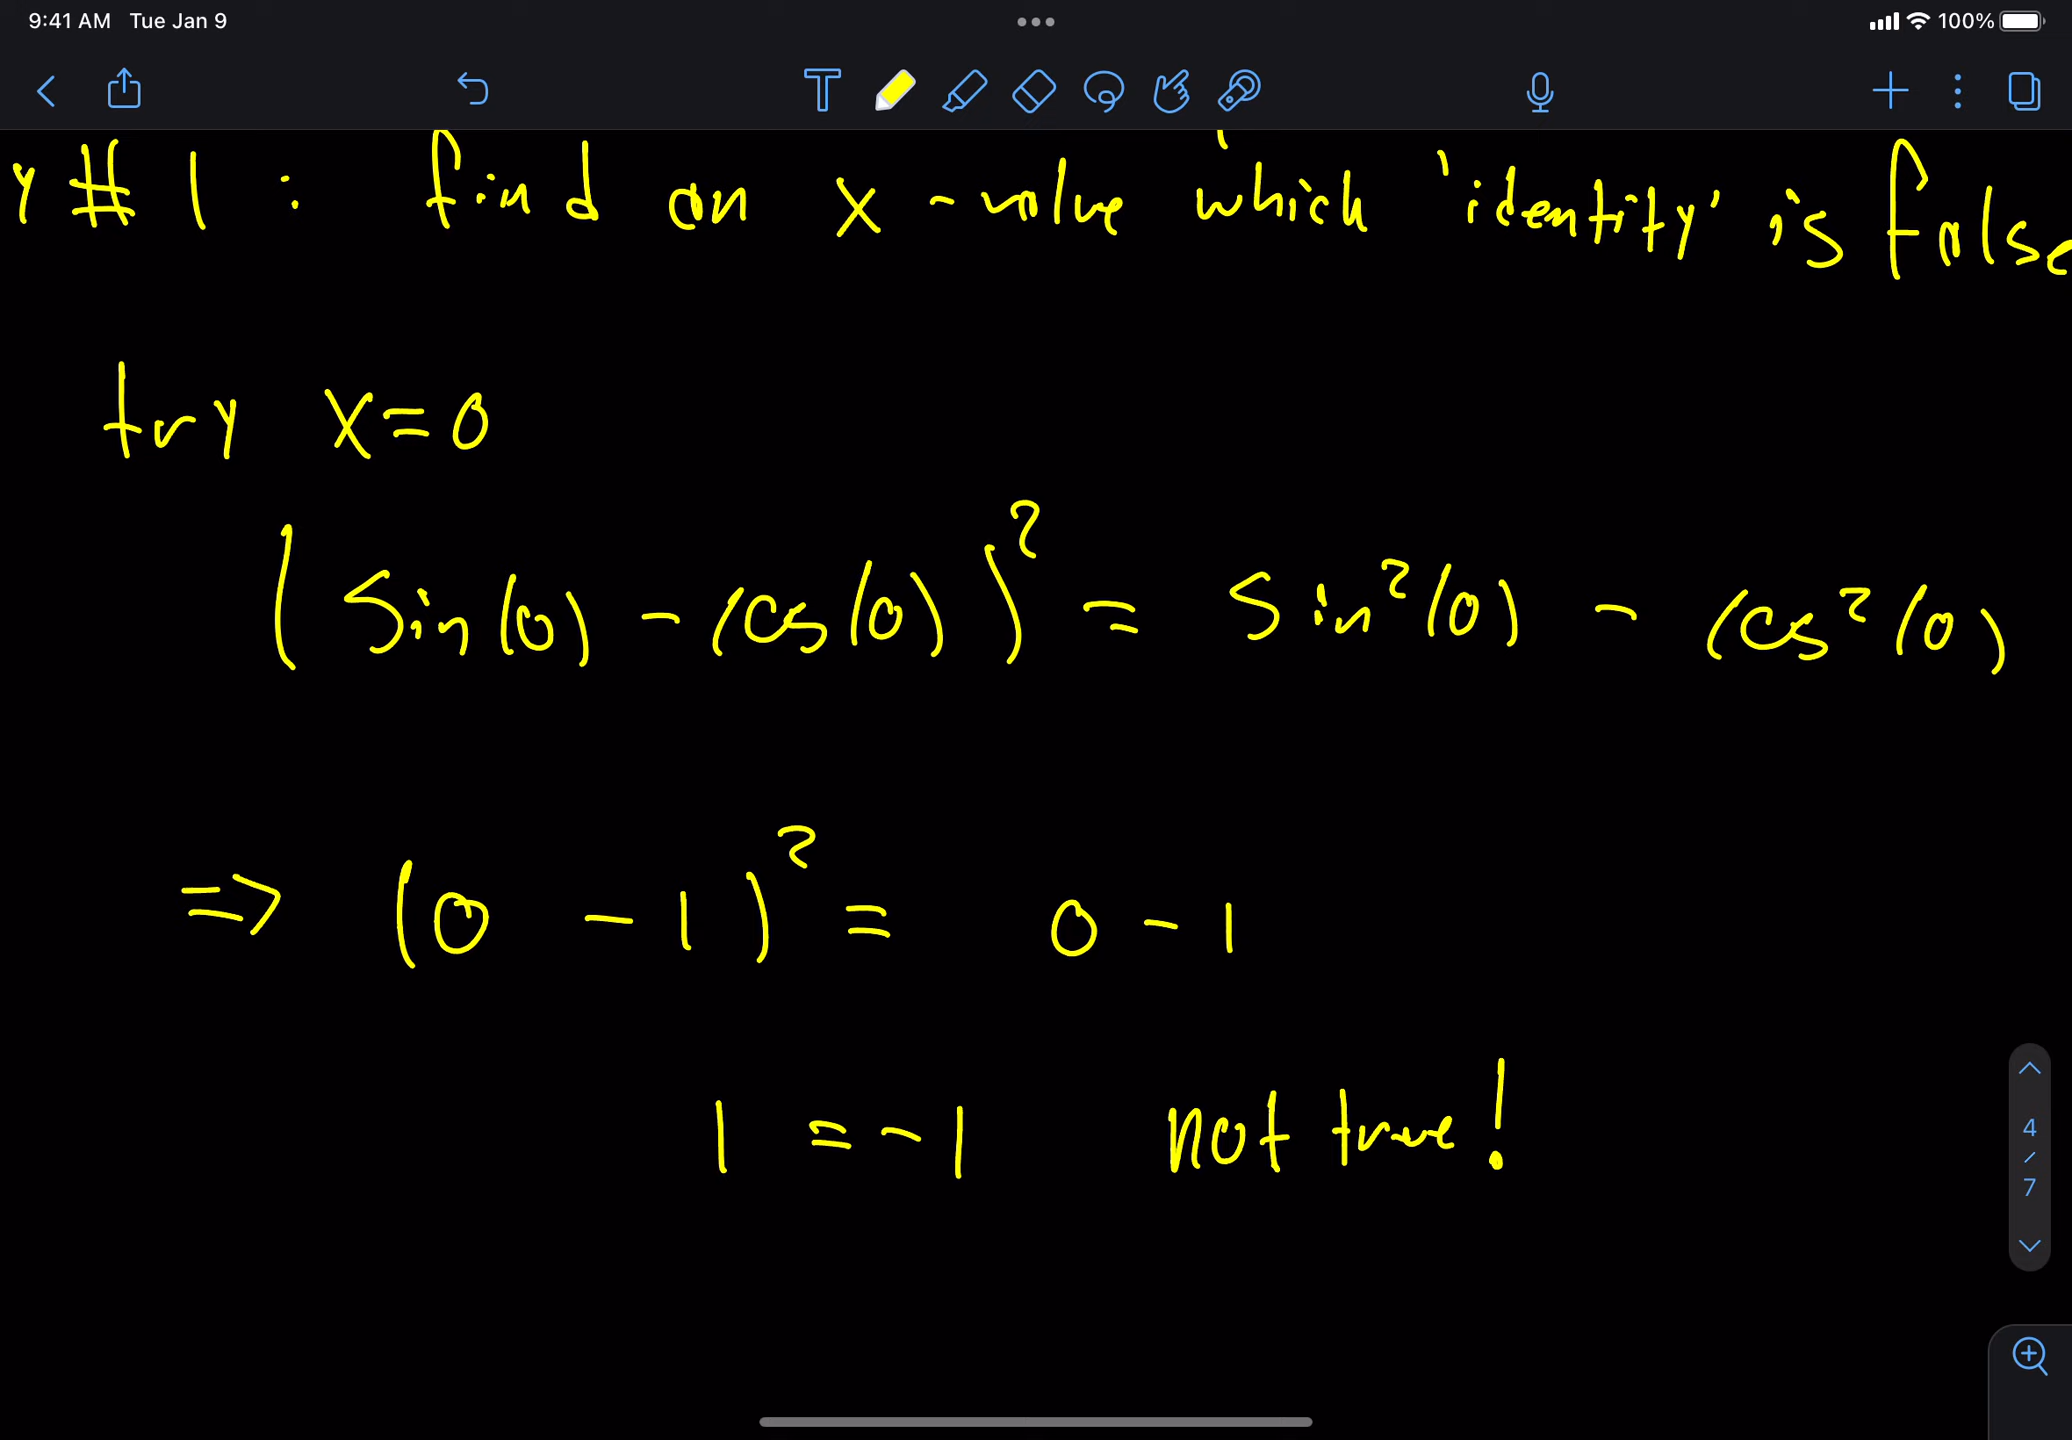 9:41 AM Tue Jan 9 100%
y # 1 : find an x-value which 'identity' is false
try x=0
(Sin(0) - Cos(0))² = Sin²(0) - Cos²(0)
=> (0 - 1)² = 0 - 1
1 = -1 not true!
4
/
7